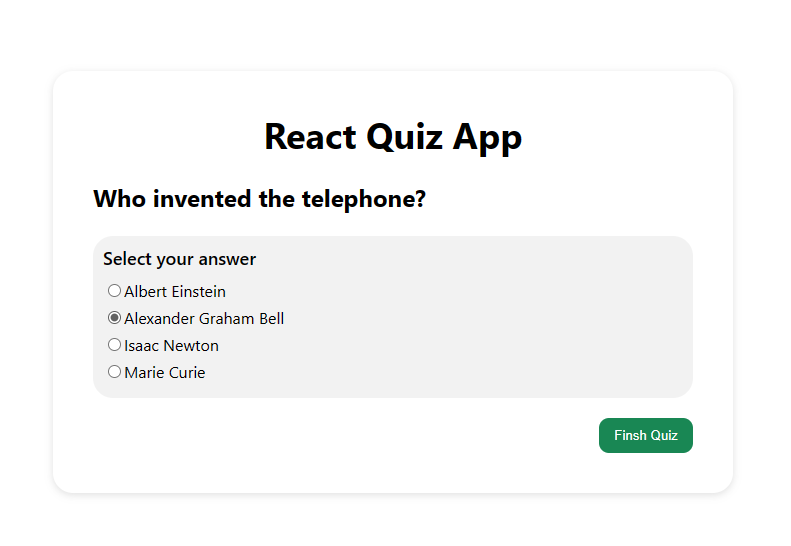 React Quiz App
Who invented the telephone?
Select your answer
Albert Einstein
Alexander Graham Bell
Isaac Newton
Marie Curie
Finsh Quiz